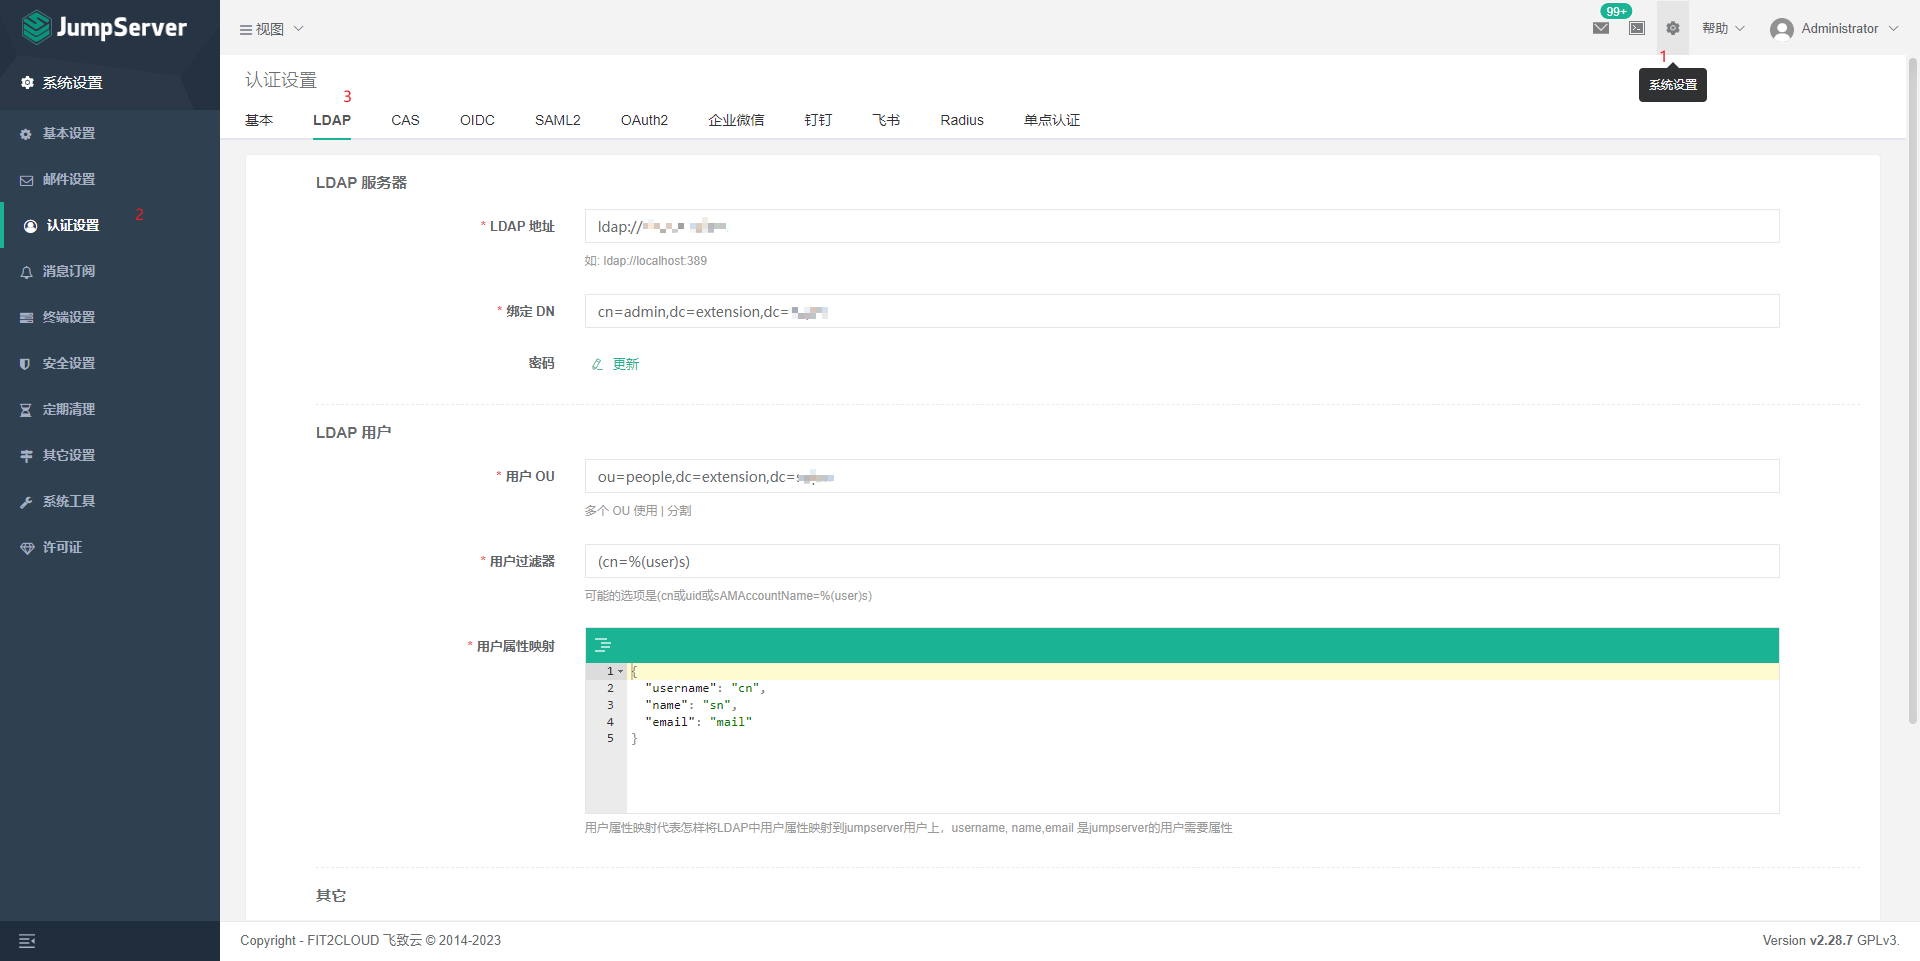 JumpServer
视图
99+
帮助
Administrator
1
系统设置
系统设置
基本设置
邮件设置
认证设置
2
消息订阅
终端设置
安全设置
定期清理
其它设置
系统工具
许可证
认证设置
3
基本 LDAP CAS OIDC SAML2 OAuth2 企业微信 钉钉 飞书 Radius 单点认证
LDAP 服务器
* LDAP 地址
ldap://
如: ldap://localhost:389
* 绑定 DN
cn=admin,dc=extension,dc=
密码
更新
LDAP 用户
* 用户 OU
ou=people,dc=extension,dc=
多个 OU 使用 | 分割
* 用户过滤器
(cn=%(user)s)
可能的选项是(cn或uid或sAMAccountName=%(user)s)
* 用户属性映射
1 {
2 "username": "cn",
3 "name": "sn",
4 "email": "mail"
5 }
用户属性映射代表怎样将LDAP中用户属性映射到jumpserver用户上，username, name,email 是jumpserver的用户需要属性
其它
Copyright - FIT2CLOUD 飞致云 © 2014-2023
Version v2.28.7 GPLv3.